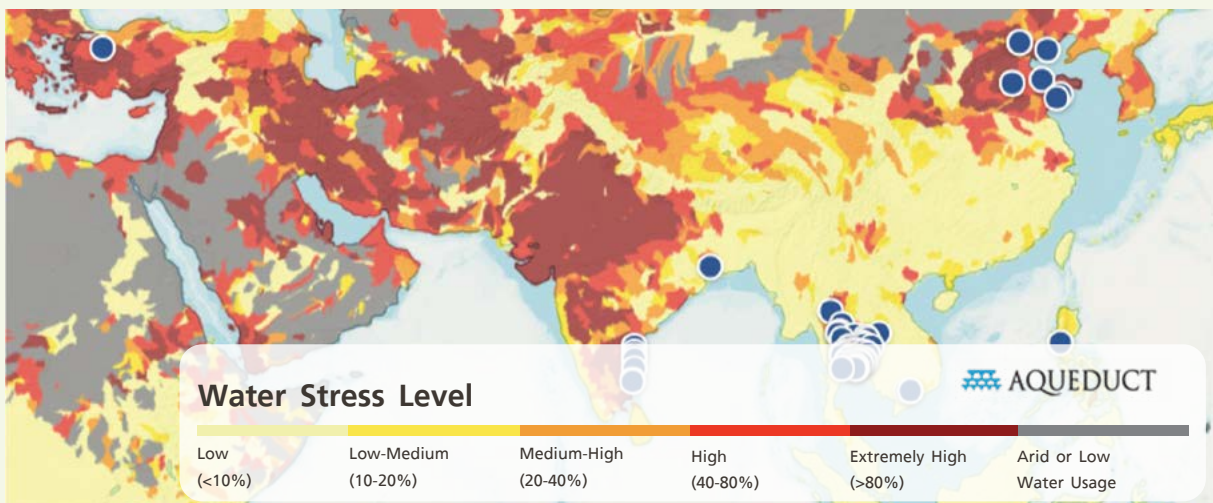 Water Stress Level
AQUEDUCT
Low
(<10%)
Low-Medium
(10-20%)
Medium-High
(20-40%)
High
(40-80%)
Extremely High
(>80%)
Arid or Low
Water Usage